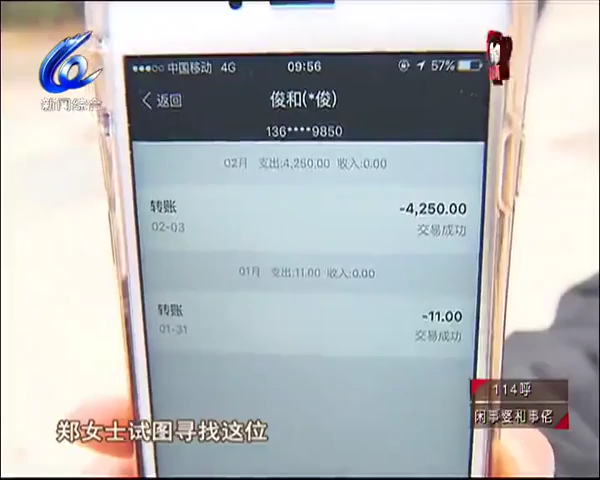 中国移动 4G 09:56 57%
返回
俊和(*俊)
136****9850
新闻综合
02月 支出:4,250.00 收入:0.00
转账 -4,250.00
02-03 交易成功
01月 支出:11.00 收入:0.00
转账 -11.00
01-31 交易成功
114呼
闲事婆和事佬
郑女士试图寻找这位